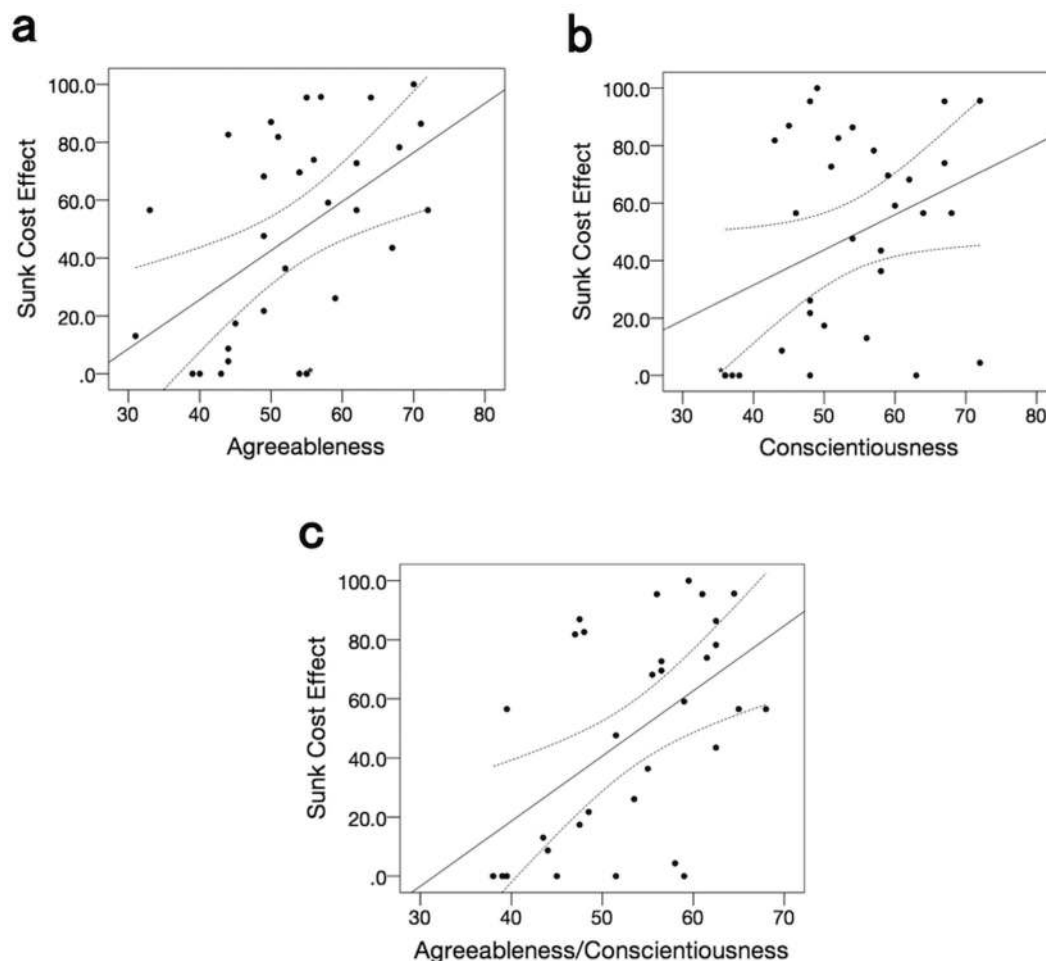 a
100.0
80.0
60.0
40.0
20.0
.0
Sunk Cost Effect
30 40 50 60 70 80
Agreeableness
b
100.0
80.0
60.0
40.0
20.0
.0
Sunk Cost Effect
30 40 50 60 70 80
Conscientiousness
c
100.0
80.0
60.0
40.0
20.0
.0
Sunk Cost Effect
30 40 50 60 70
Agreeableness/Conscientiousness